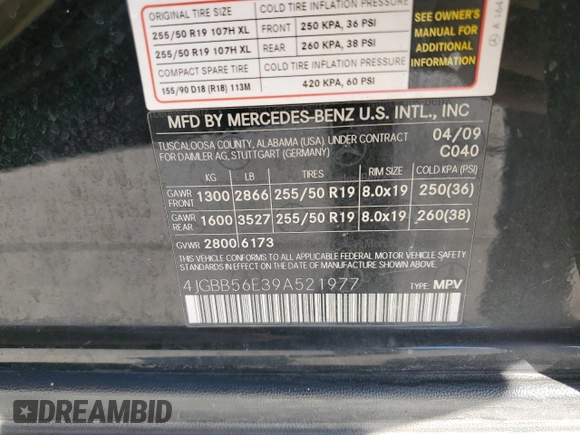 ORIGINAL TIRE SIZE COLD TIRE INFLATION PRESSURE
255/50 R19 107H XL FRONT 250 KPA, 36 PSI
255/50 R19 107H XL REAR 260 KPA, 38 PSI
COMPACT SPARE TIRE COLD TIRE INFLATION PRESSURE
155/90 D18 (R18) 113M 420 KPA, 60 PSI
SEE OWNER'S
MANUAL FOR
ADDITIONAL
INFORMATION
A 164
MFD BY MERCEDES-BENZ U.S. INTL., INC
TUSCALOOSA COUNTY, ALABAMA (USA) UNDER CONTRACT
FOR DAIMLER AG, STUTTGART (GERMANY)
04/09
C040
KG LB TIRES RIM SIZE COLD KPA (PSI)
GAWR FRONT 1300 2866 255/50 R19 8.0x19 250(36)
GAWR REAR 1600 3527 255/50 R19 8.0x19 260(38)
GVWR 2800 6173
THIS VEHICLE CONFORMS TO ALL APPLICABLE FEDERAL MOTOR VEHICLE SAFETY
STANDARDS IN EFFECT ON THE DATE OF MANUFACTURE SHOWN ABOVE.
4JGBB56E39A521977 TYPE: MPV
DREAMBID